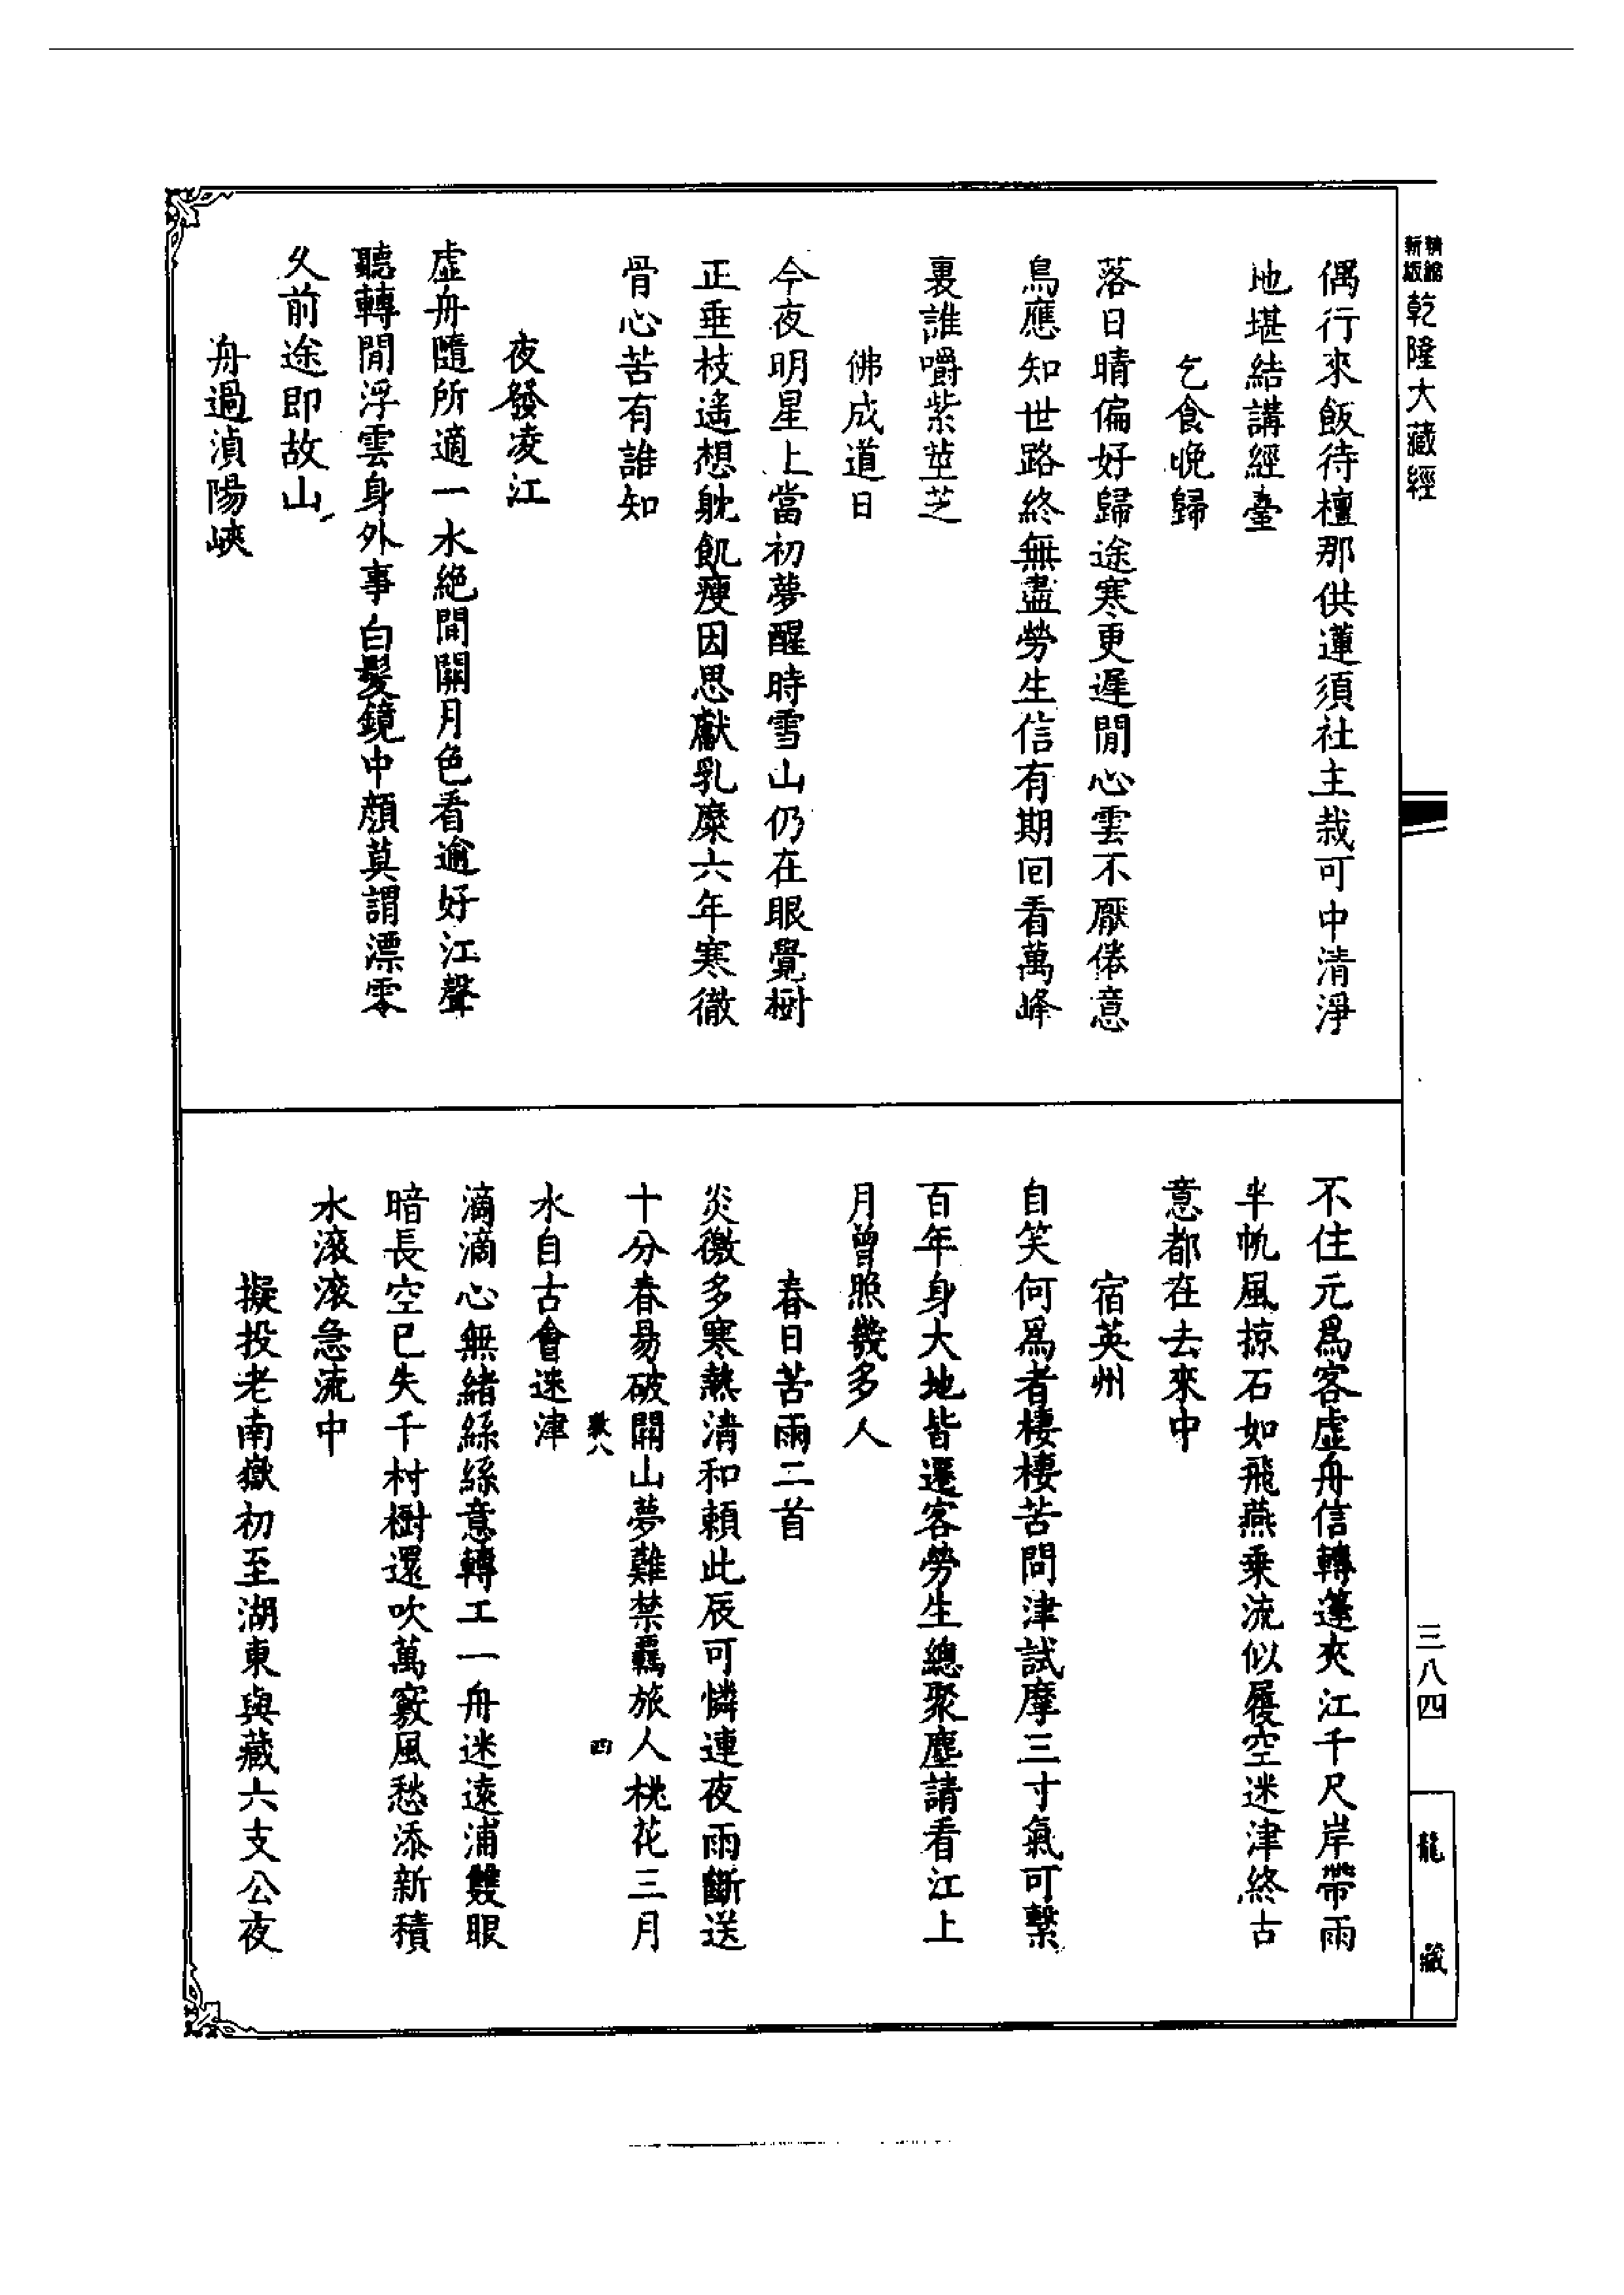 精縮新版乾隆大藏經
偶行來飯待檀那供蓮須社主栽可中清淨
地堪結講經臺
乞食晚歸
落日晴偏好歸途寒更遲閒心雲不厭倦意
鳥應知世路終無盡勞生信有期回看萬峰
裏誰嚼紫莖芝
佛成道日
今夜明星上當初夢醒時雪山仍在眼覺樹
正垂枝遙想躭飢瘦因思獻乳糜六年寒徹
骨心苦有誰知
夜發凌江
虛舟隨所適一水絕間關月色看逾好江聲
聽轉閒浮雲身外事白髮鏡中顏莫謂漂零
久前途即故山
舟過湞陽峽
不住元爲客虛舟信轉蓬夾江千尺岸帶雨
半帆風掠石如飛燕乘流似履空迷津終古
意都在去來中
宿英州
自笑何爲者棲棲苦問津試摩三寸氣可繫
百年身大地皆遷客勞生總聚塵請看江上
月曾照幾多人
春日苦雨二首
炎徼多寒熱清和賴此辰可憐連夜雨斷送
十分春易破關山夢難禁羈旅人桃花三月
四
水自古會迷津
滴滴心無緒絲絲意轉工一舟迷遠浦雙眼
暗長空已失千村樹還吹萬竅風愁添新積
水滾滾急流中
擬投老南嶽初至湖東與藏六支公夜
三八四
龍藏